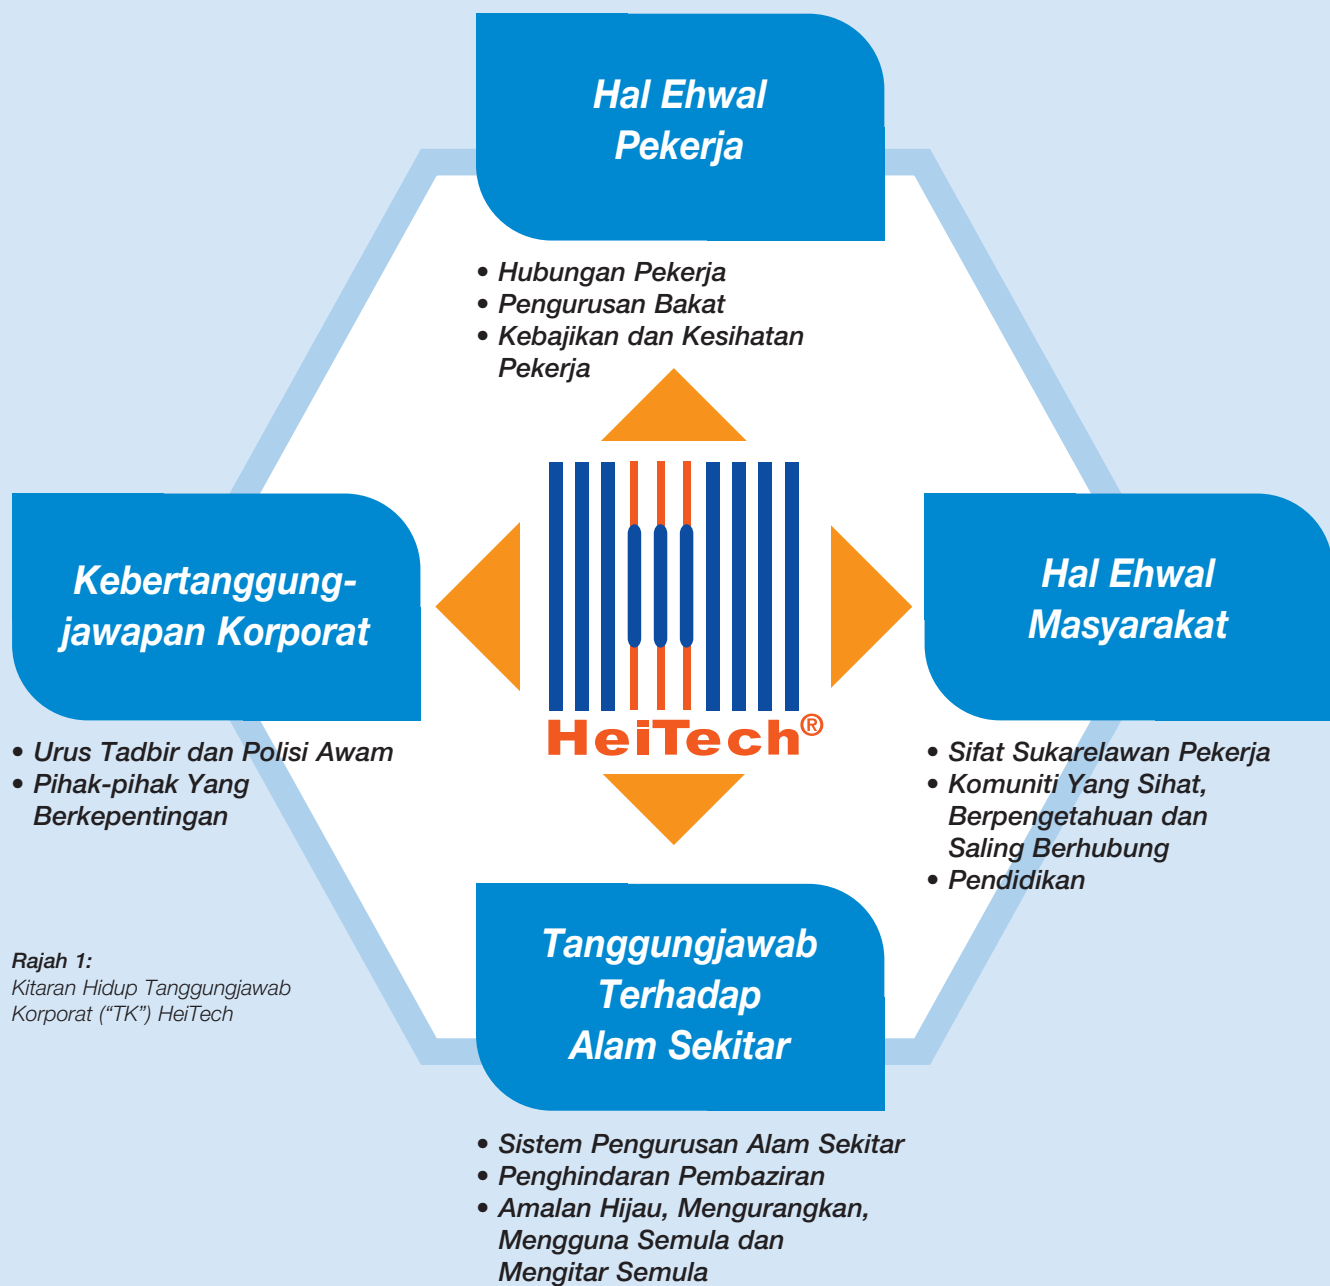 Hal Ehwal
Pekerja
• Hubungan Pekerja
• Pengurusan Bakat
• Kebajikan dan Kesihatan
Pekerja
Kebertanggung-
jawapan Korporat
• Urus Tadbir dan Polisi Awam
• Pihak-pihak Yang
Berkepentingan
HeiTech®
Hal Ehwal
Masyarakat
• Sifat Sukarelawan Pekerja
• Komuniti Yang Sihat,
Berpengetahuan dan
Saling Berhubung
• Pendidikan
Tanggungjawab
Terhadap
Alam Sekitar
• Sistem Pengurusan Alam Sekitar
• Penghindaran Pembaziran
• Amalan Hijau, Mengurangkan,
Mengguna Semula dan
Mengitar Semula
Rajah 1:
Kitaran Hidup Tanggungjawab
Korporat (“TK”) HeiTech